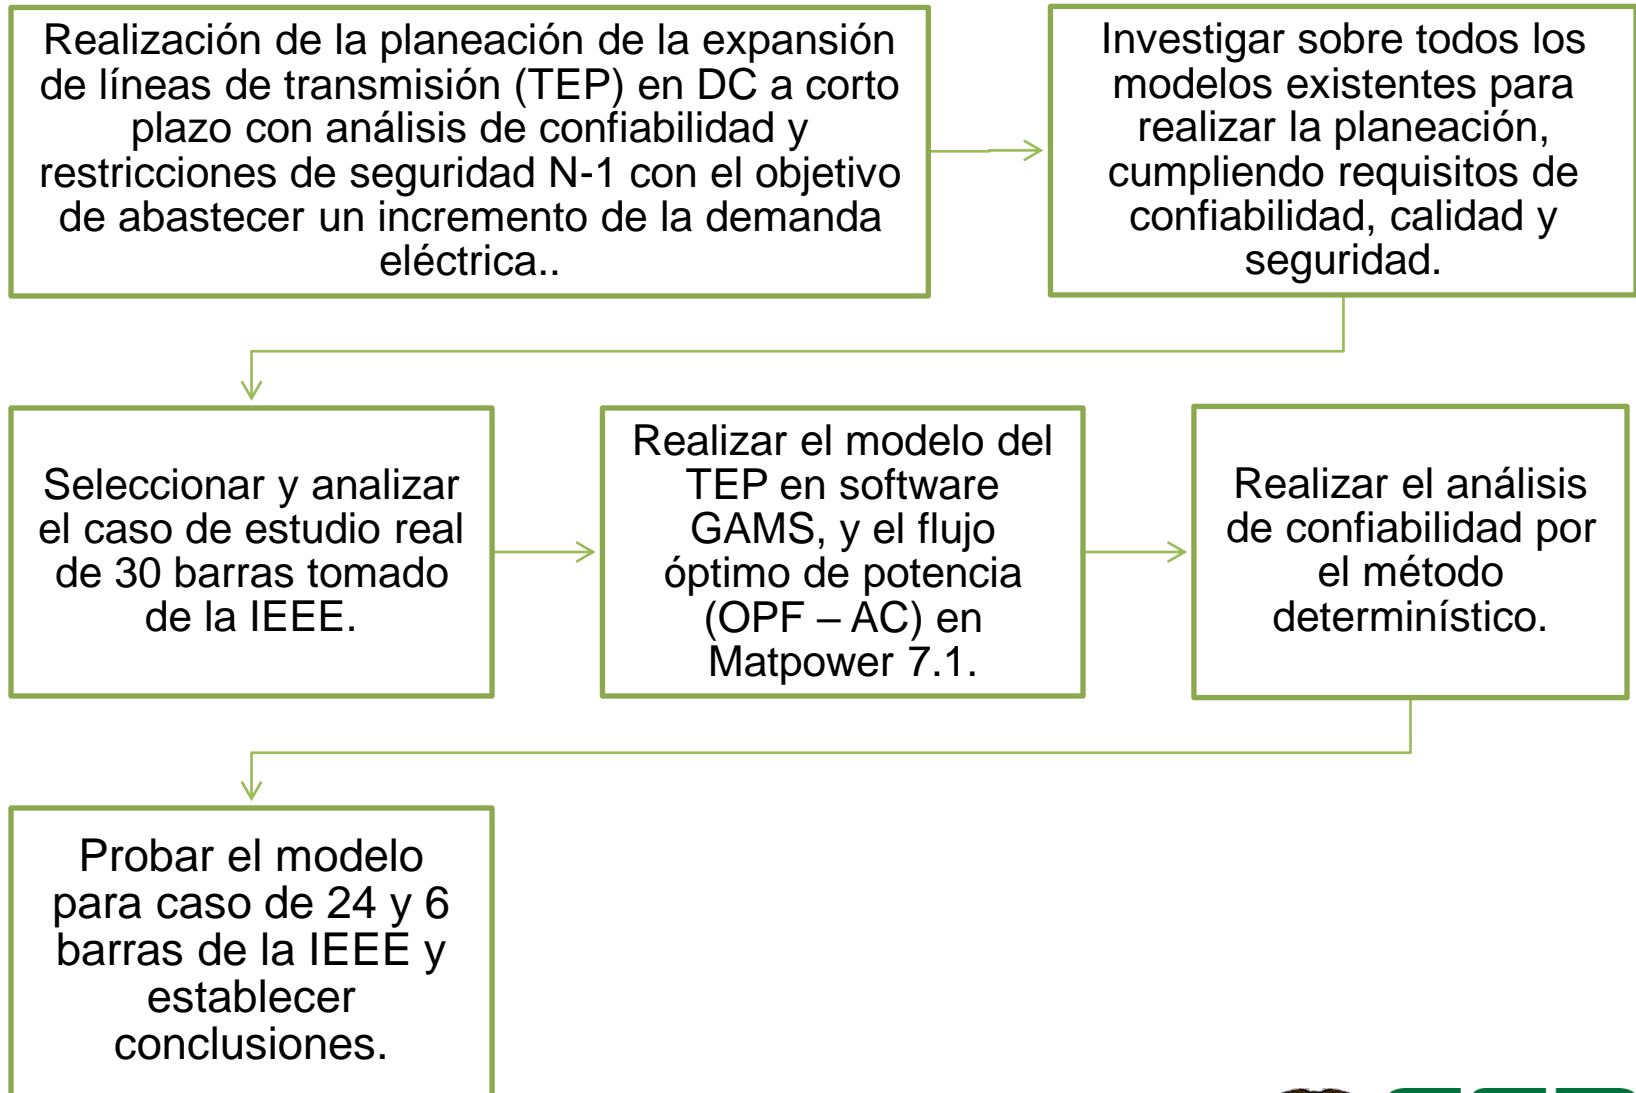 Realización de la planeación de la expansión
de líneas de transmisión (TEP) en DC a corto
plazo con análisis de confiabilidad y
restricciones de seguridad N-1 con el objetivo
de abastecer un incremento de la demanda
eléctrica..
Investigar sobre todos los
modelos existentes para
realizar la planeación,
cumpliendo requisitos de
confiabilidad, calidad y
seguridad.
Seleccionar y analizar
el caso de estudio real
de 30 barras tomado
de la IEEE.
Realizar el modelo del
TEP en software
GAMS, y el flujo
óptimo de potencia
(OPF – AC) en
Matpower 7.1.
Realizar el análisis
de confiabilidad por
el método
determinístico.
Probar el modelo
para caso de 24 y 6
barras de la IEEE y
establecer
conclusiones.